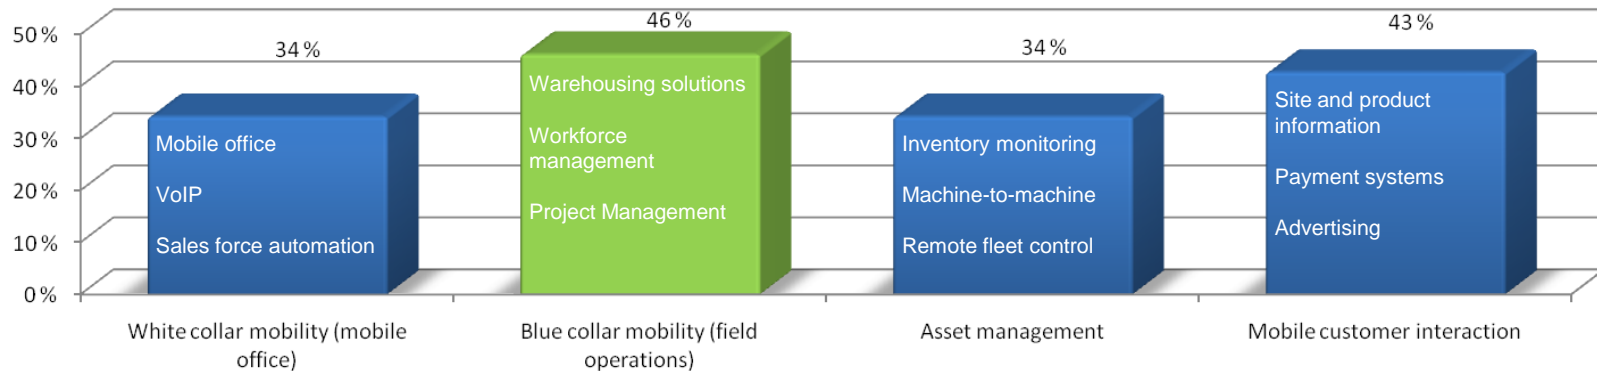 50 %
40 %
30 %
20 %
10 %
0 %
34 %
46 %
34 %
43 %
Mobile office
VoIP
Sales force automation
Warehousing solutions
Workforce
management
Project Management
Inventory monitoring
Machine-to-machine
Remote fleet control
Site and product
information
Payment systems
Advertising
White collar mobility (mobile
office)
Blue collar mobility (field
operations)
Asset management
Mobile customer interaction